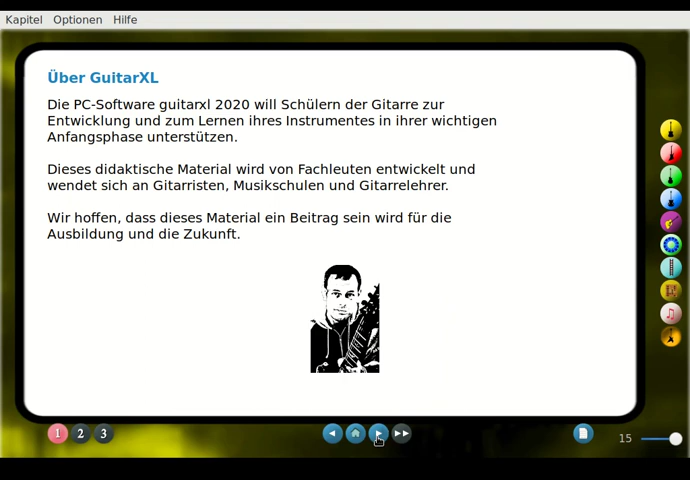 Kapitel Optionen Hilfe
Über GuitarXL
Die PC-Software guitarxl 2020 will Schülern der Gitarre zur
Entwicklung und zum Lernen ihres Instrumentes in ihrer wichtigen
Anfangsphase unterstützen.
Dieses didaktische Material wird von Fachleuten entwickelt und
wendet sich an Gitarristen, Musikschulen und Gitarrelehrer.
Wir hoffen, dass dieses Material ein Beitrag sein wird für die
Ausbildung und die Zukunft.
1 2 3
15